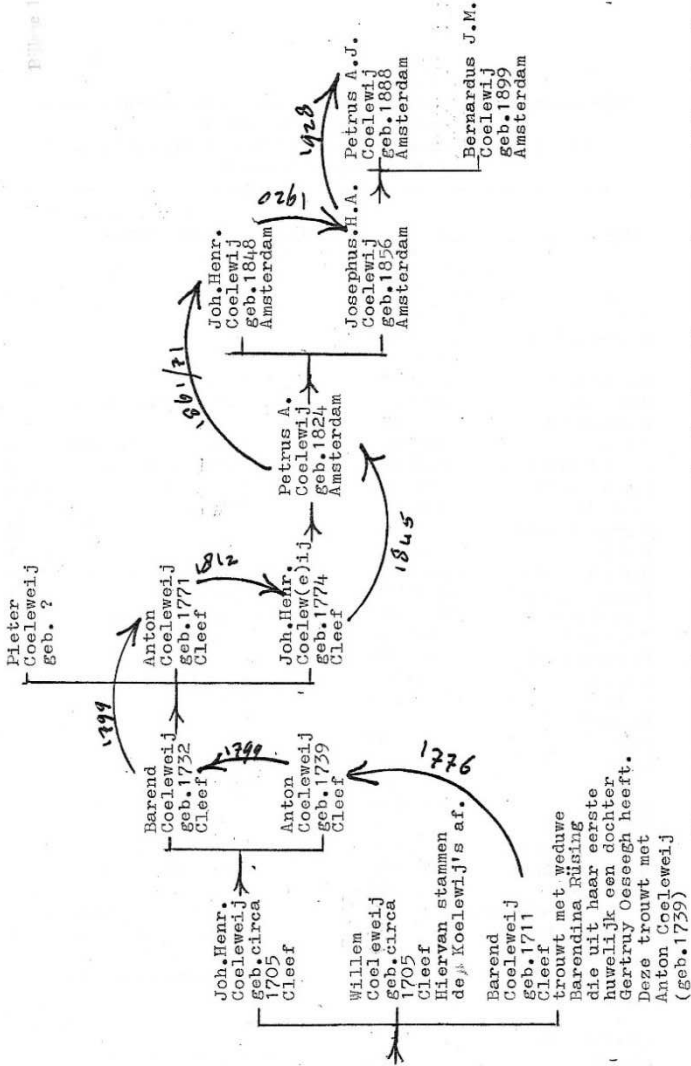 Joh.Henr.
Coeleweij
geb.circa
1705
Cleef
Willem
Coeleweij
geb.circa
1705
Cleef
Hiervan stammen
de Koelewij's af.
Barend
Coeleweij
geb.1711
Cleef
trouwt met weduwe
Barendina Rüsing
die uit haar eerste
huwelijk een dochter
Gertruy Oeseegh heeft.
Deze trouwt met
Anton Coeleweij
(geb.1739)
Barend
Coeleweij
geb.1732
Cleef
1799
Anton
Coeleweij
geb.1739
Cleef
1776
1799
Pieter
Coeleweij
geb. ?
Anton
Coeleweij
geb.1771
Cleef
1812
Joh.Henr.
Coelew(e)ij
geb.1774
Cleef
1845
Petrus A.
Coelewij
geb.1824
Amsterdam
Joh.Henr.
Coelewij
geb.1848
Amsterdam
1920
Josephus.H.A.
Coelewij
geb.1856
Amsterdam
1928
Petrus A.J.
Coelewij
geb.1888
Amsterdam
Bernardus J.M.
Coelewij
geb.1899
Amsterdam